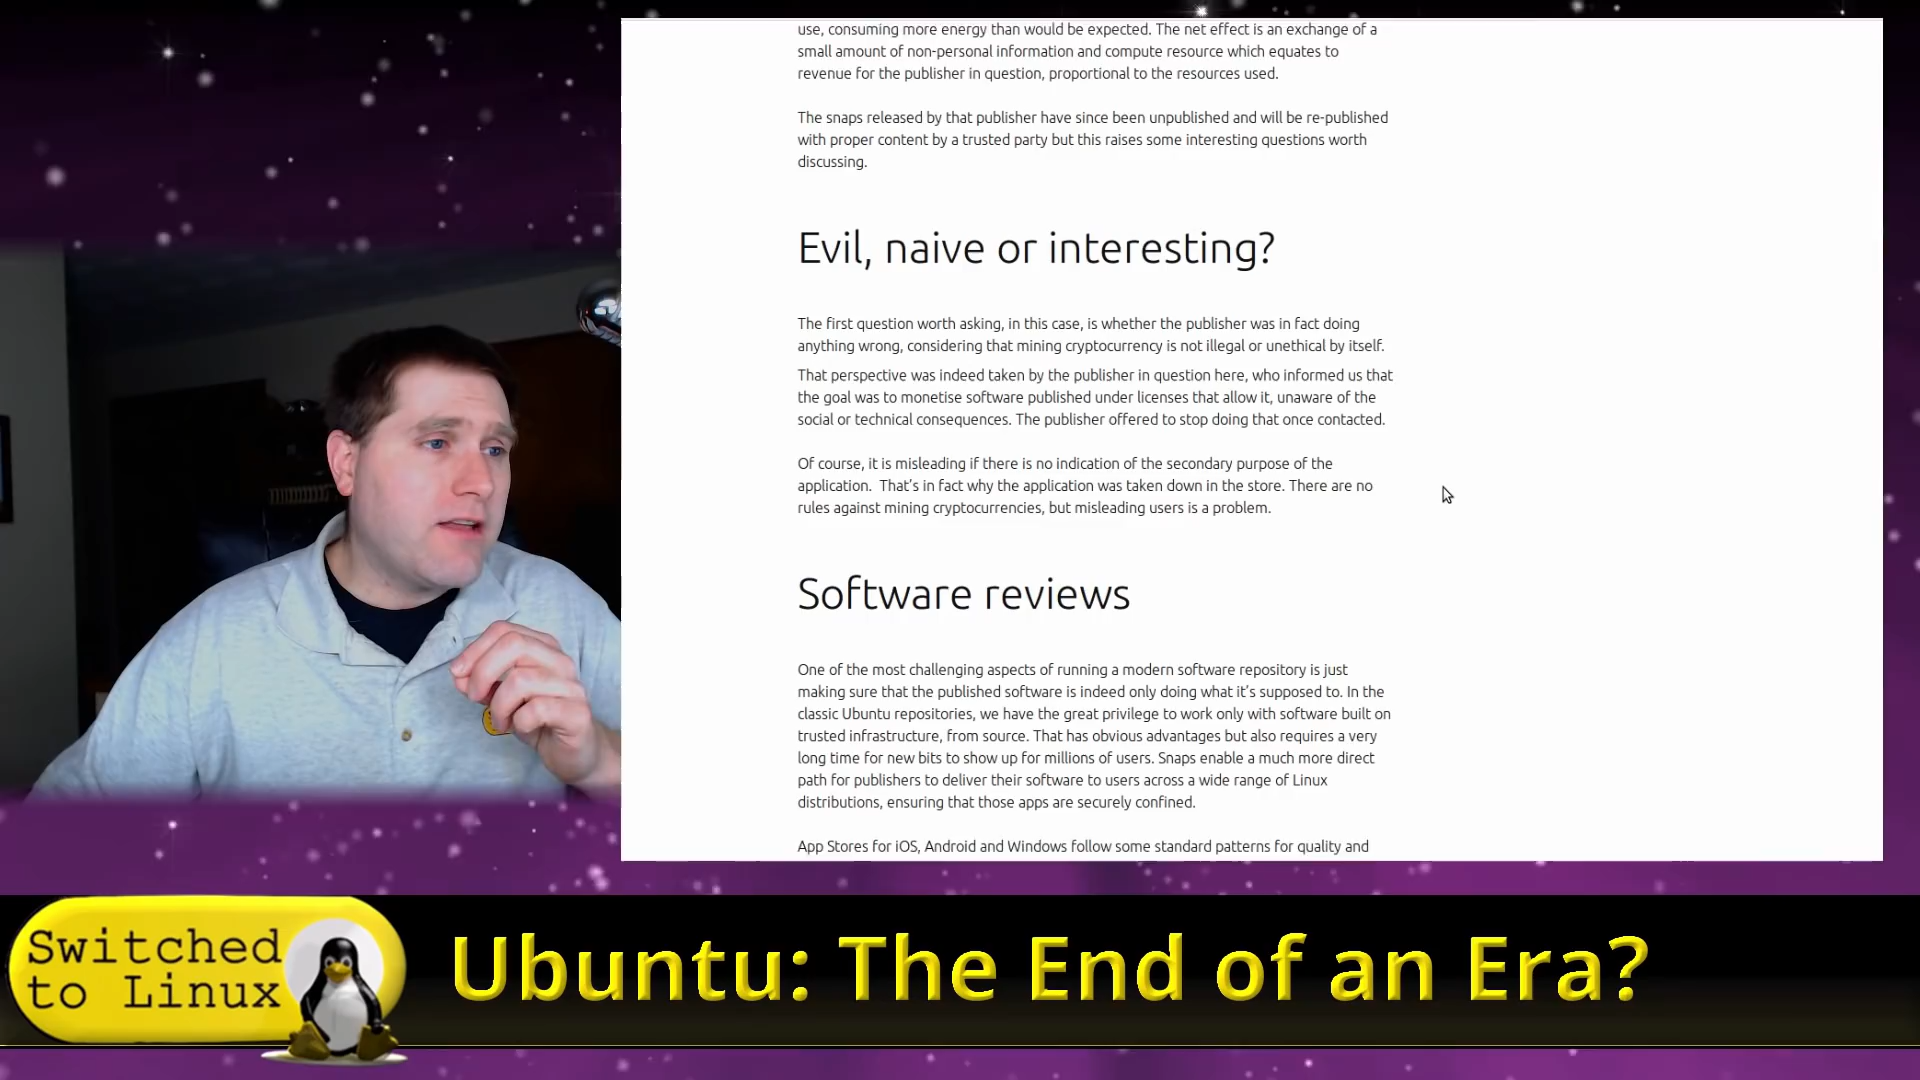 use, consuming more energy than would be expected. The net effect is an exchange of a
small amount of non-personal information and compute resource which equates to
revenue for the publisher in question, proportional to the resources used.
The snaps released by that publisher have since been unpublished and will be re-published
with proper content by a trusted party but this raises some interesting questions worth
discussing.
Evil, naive or interesting?
The first question worth asking, in this case, is whether the publisher was in fact doing
anything wrong, considering that mining cryptocurrency is not illegal or unethical by itself.
That perspective was indeed taken by the publisher in question here, who informed us that
the goal was to monetise software published under licenses that allow it, unaware of the
social or technical consequences. The publisher offered to stop doing that once contacted.
Of course, it is misleading if there is no indication of the secondary purpose of the
application.  That's in fact why the application was taken down in the store. There are no
rules against mining cryptocurrencies, but misleading users is a problem.
Software reviews
One of the most challenging aspects of running a modern software repository is just
making sure that the published software is indeed only doing what it's supposed to. In the
classic Ubuntu repositories, we have the great privilege to work only with software built on
trusted infrastructure, from source. That has obvious advantages but also requires a very
long time for new bits to show up for millions of users. Snaps enable a much more direct
path for publishers to deliver their software to users across a wide range of Linux
distributions, ensuring that those apps are securely confined.
App Stores for iOS, Android and Windows follow some standard patterns for quality and
Switched
to Linux
Ubuntu: The End of an Era?